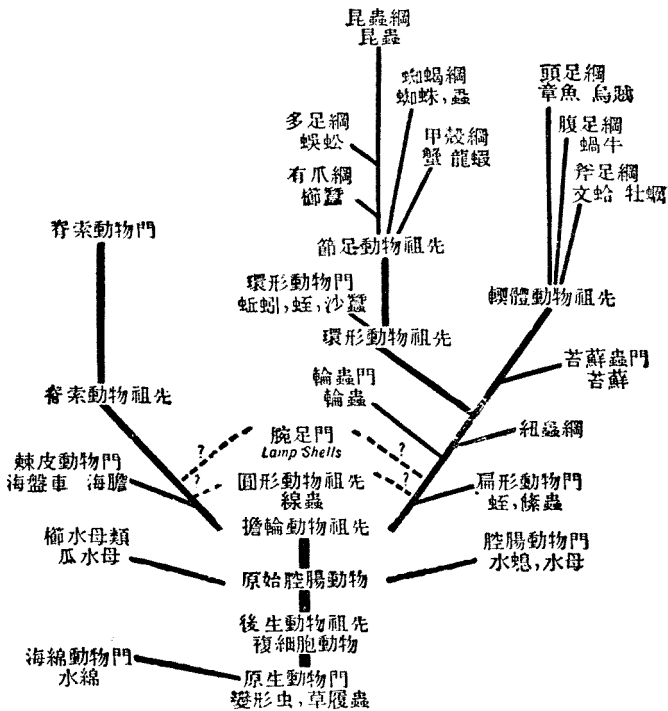 昆蟲綱
昆蟲
蜘蝎綱
蜘蛛，蟲
頭足綱
章魚 烏鰂
多足綱
蜈蚣
甲殼綱
蟹 龍蝦
腹足綱
蝸牛
有爪綱
櫛蠶
斧足綱
文蛤 牡蠣
脊索動物門
節足動物祖先
環形動物門
蚯蚓，蛭，沙蠶
軟體動物祖先
環形動物祖先
輪蟲門
輪蟲
苔蘚蟲門
苔蘚
脊索動物祖先
腕足門
Lamp Shells
?
?
紐蟲綱
棘皮動物門
海盤車 海膽
圓形動物祖先
線蟲
?
?
扁形動物門
蛭，絛蟲
擔輪動物祖先
櫛水母類
瓜水母
腔腸動物門
水螅，水母
原始腔腸動物
後生動物祖先
複細胞動物
海綿動物門
水綿
原生動物門
變形虫，草履蟲